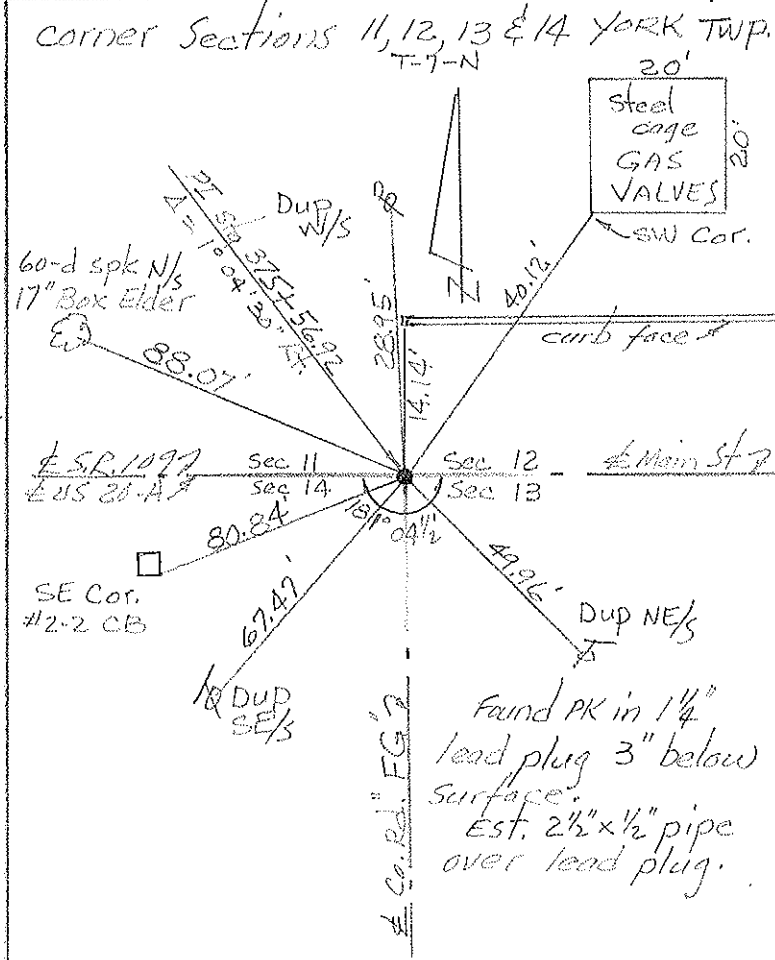 corner Sections 11, 12, 13 & 14 YORK TWP.
T-7-N
20'
steel
cage
GAS
VALVES
20'
SW Cor.
Dup
W/S
PI Sta 375+56.92
Δ = 1° 04' 30" Rt.
60-d spk N/s
17" Box Elder
88.07'
28.95'
14.14'
40.12'
curb face
℄ S.R. 109
℄ US 20-A
Sec 11
Sec 14
Sec 12
Sec 13
℄ Main St
181° 04½'
80.84'
SE Cor.
#2-2 CB
67.47'
Dup
SE/S
49.96'
Dup NE/S
℄ Co. Rd. "FG"
Found PK in 1¼"
lead plug 3" below
Surface.
Est. 2½" x ½" pipe
over lead plug.